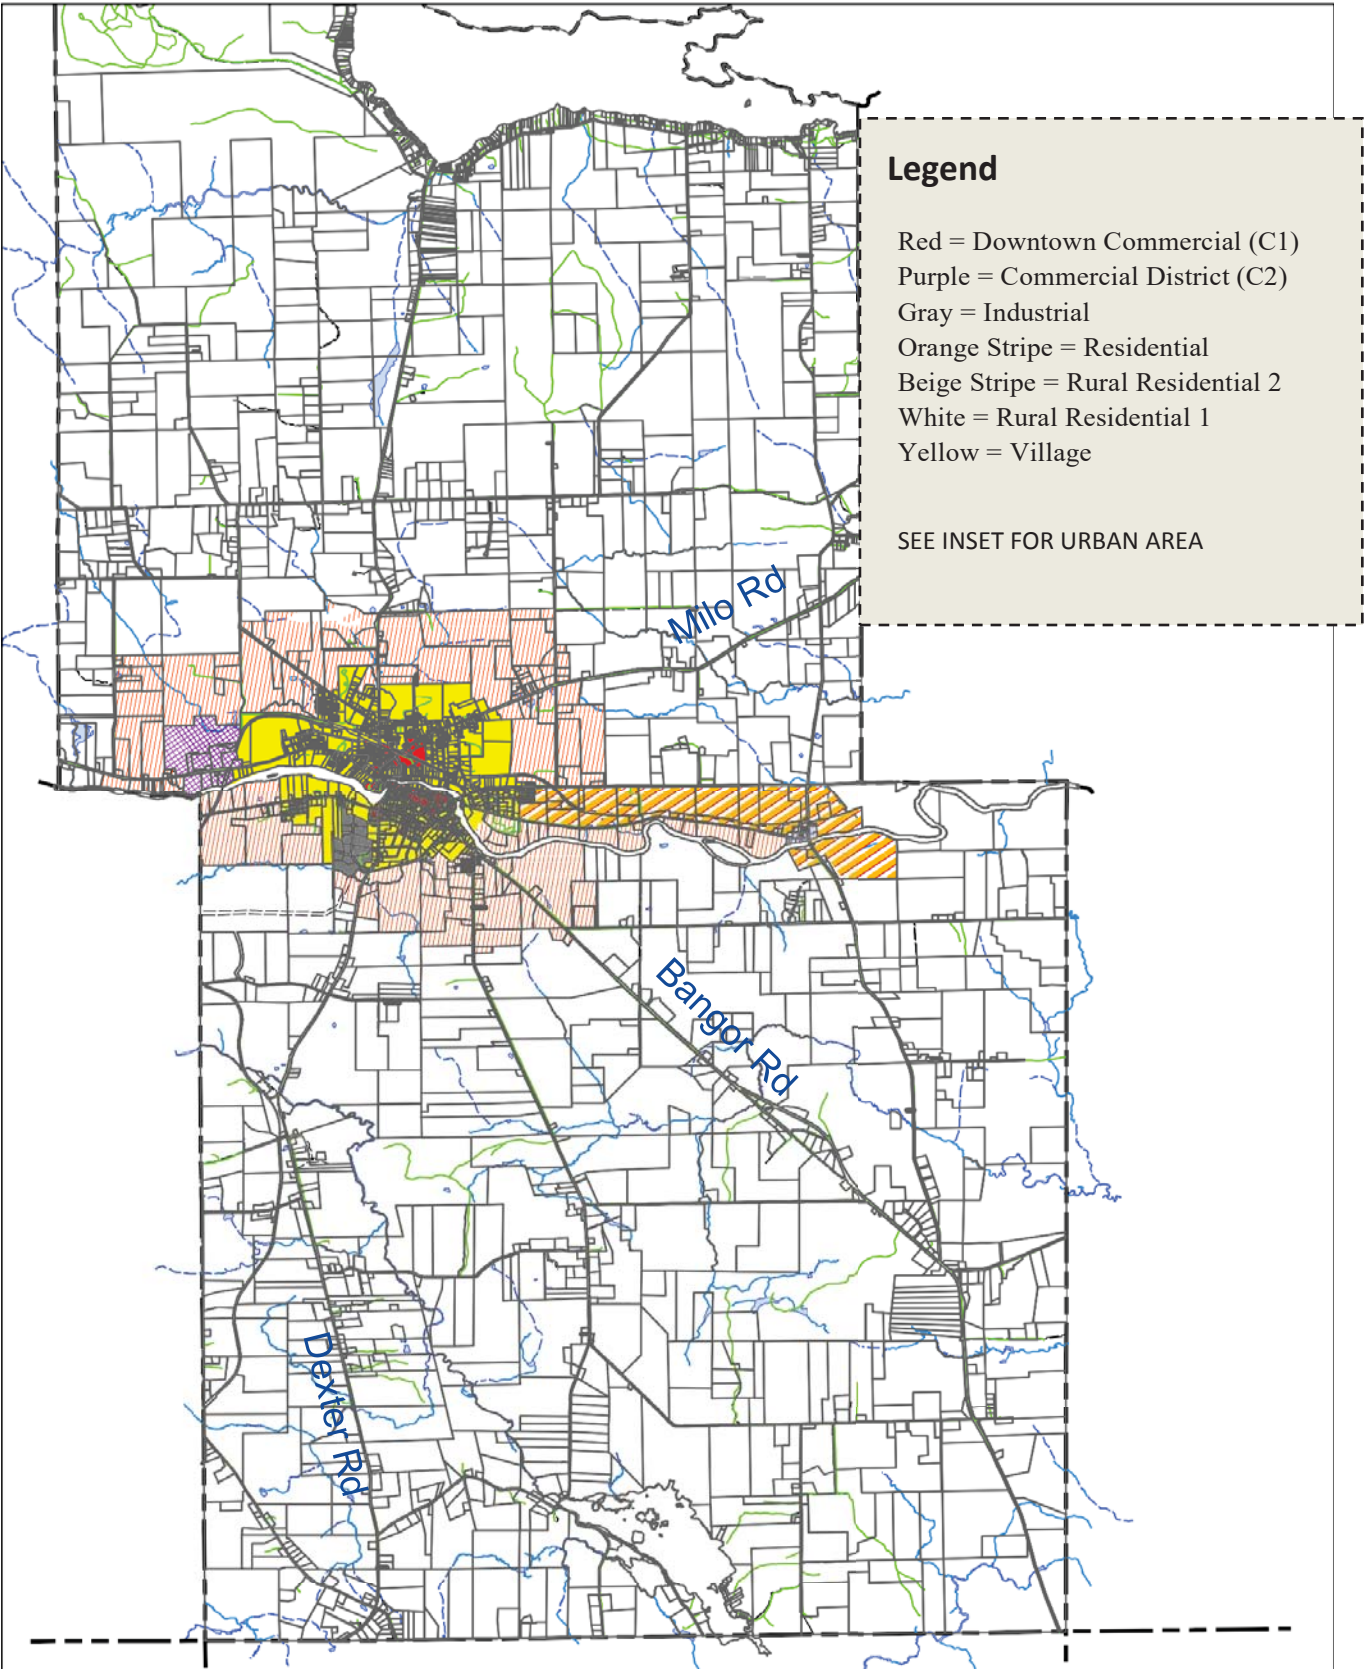 Legend
Red = Downtown Commercial (C1)
Purple = Commercial District (C2)
Gray = Industrial
Orange Stripe = Residential
Beige Stripe = Rural Residential 2
White = Rural Residential 1
Yellow = Village
SEE INSET FOR URBAN AREA
Milo Rd
Bangor Rd
Dexter Rd